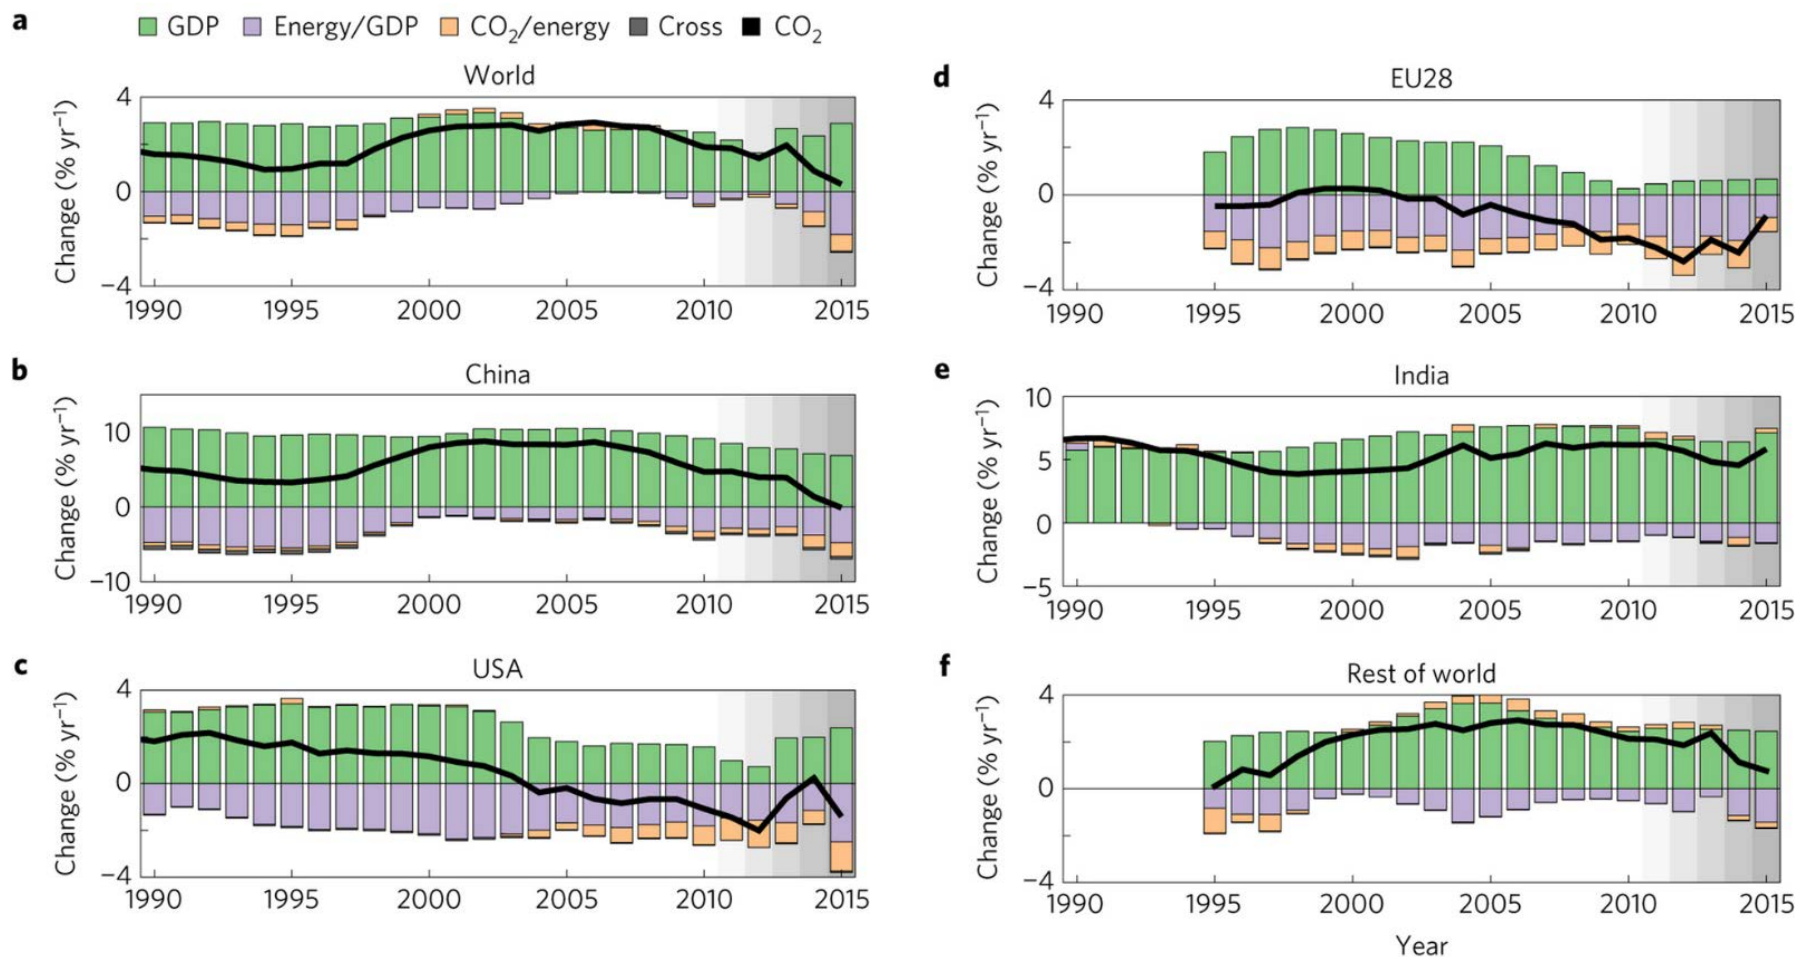 a
GDP Energy/GDP CO₂/energy Cross CO₂
World
Change (% yr⁻¹)
4
0
−4
1990 1995 2000 2005 2010 2015
b
China
Change (% yr⁻¹)
10
0
−10
1990 1995 2000 2005 2010 2015
c
USA
Change (% yr⁻¹)
4
0
−4
1990 1995 2000 2005 2010 2015
d
EU28
Change (% yr⁻¹)
4
0
−4
1990 1995 2000 2005 2010 2015
e
India
Change (% yr⁻¹)
10
5
0
−5
1990 1995 2000 2005 2010 2015
f
Rest of world
Change (% yr⁻¹)
4
0
−4
1990 1995 2000 2005 2010 2015
Year